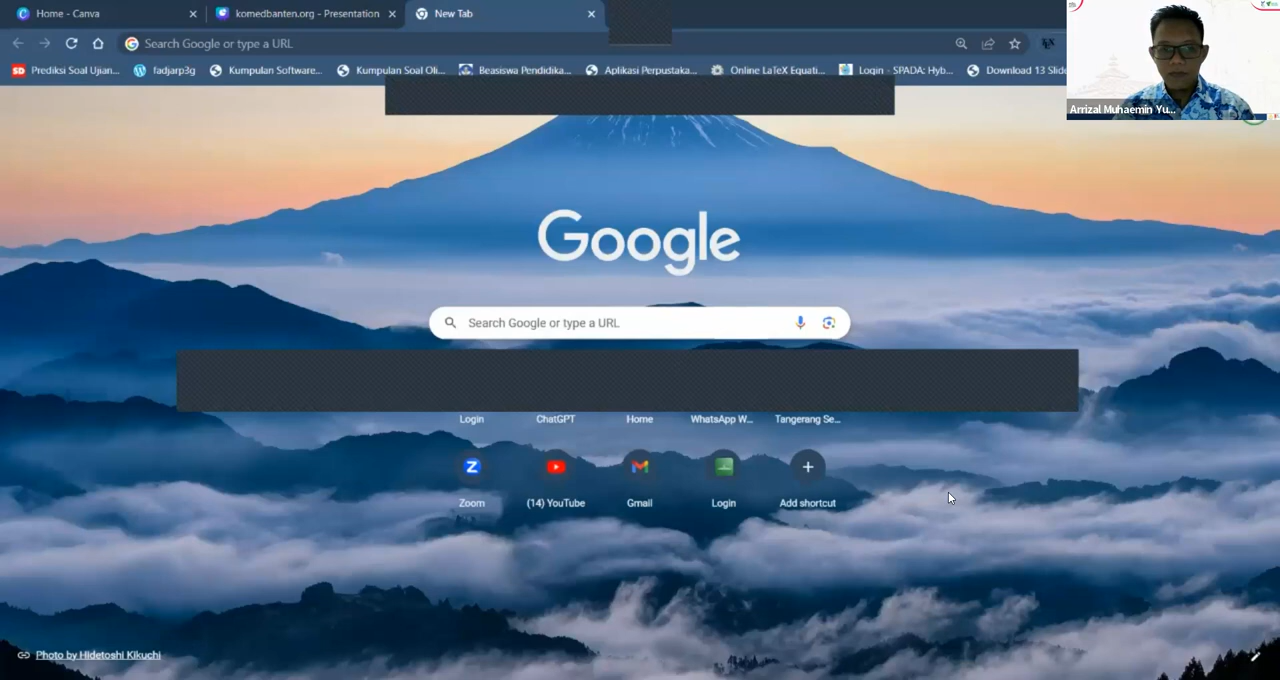 Home - Canva
komedbanten.org - Presentation
New Tab
Search Google or type a URL
Prediksi Soal Ujian...
fadjarp3g
Kumpulan Software...
Kumpulan Soal Oli...
Beasiswa Pendidika...
Aplikasi Perpustaka...
Online LaTeX Equati...
Login - SPADA: Hyb...
Download 13 Slid
Arrizal Muhaemin Yu...
Google
Search Google or type a URL
Login
ChatGPT
Home
WhatsApp W...
Tangerang Se...
Zoom
(14) YouTube
Gmail
Login
Add shortcut
Photo by Hidetoshi Kikuchi